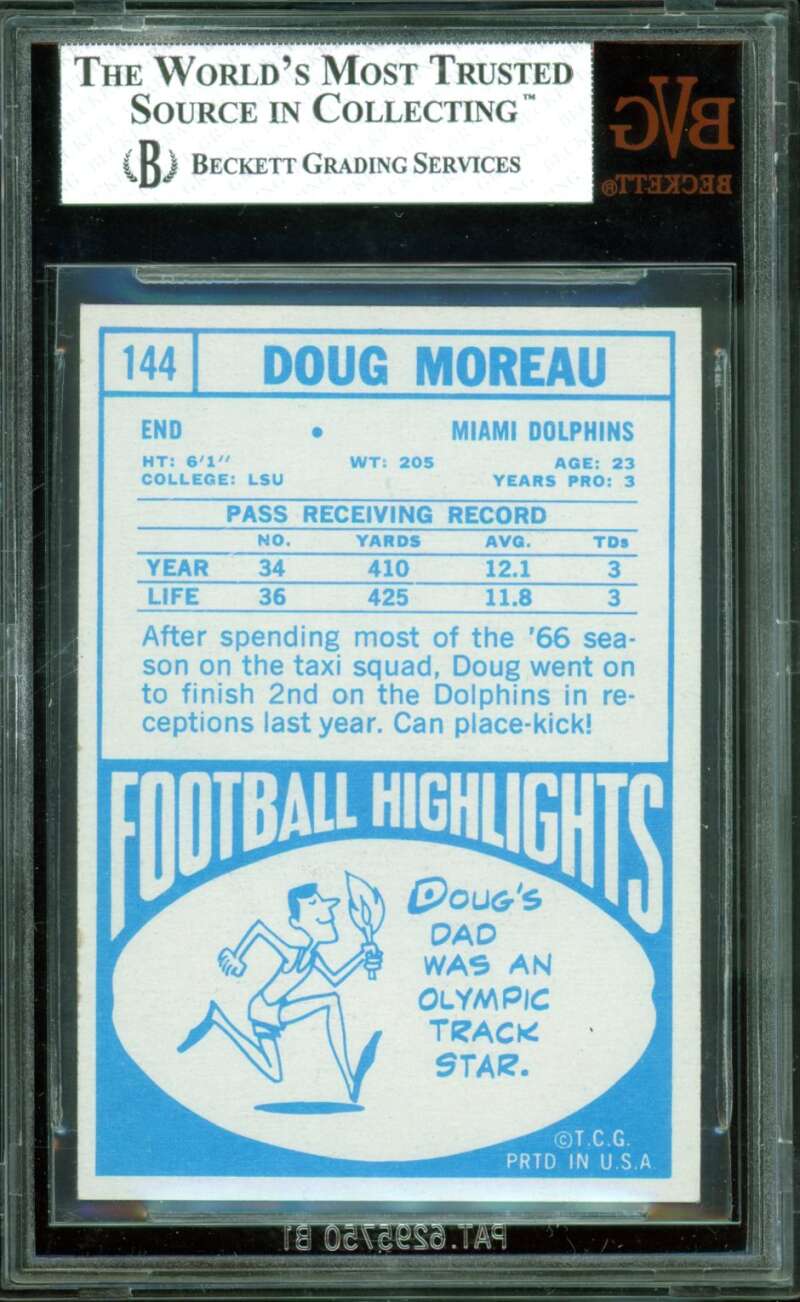 THE WORLD'S MOST TRUSTED
SOURCE IN COLLECTING™
B BECKETT GRADING SERVICES
BVG
BECKETT®
144 DOUG MOREAU
END • MIAMI DOLPHINS
HT: 6'1" WT: 205 AGE: 23
COLLEGE: LSU YEARS PRO: 3
PASS RECEIVING RECORD
NO. YARDS AVG. TDs
YEAR 34 410 12.1 3
LIFE 36 425 11.8 3
After spending most of the '66 sea-
son on the taxi squad, Doug went on
to finish 2nd on the Dolphins in re-
ceptions last year. Can place-kick!
FOOTBALL HIGHLIGHTS
DOUG'S
DAD
WAS AN
OLYMPIC
TRACK
STAR.
©T.C.G.
PRTD IN U.S.A
PAT.6295750 B1